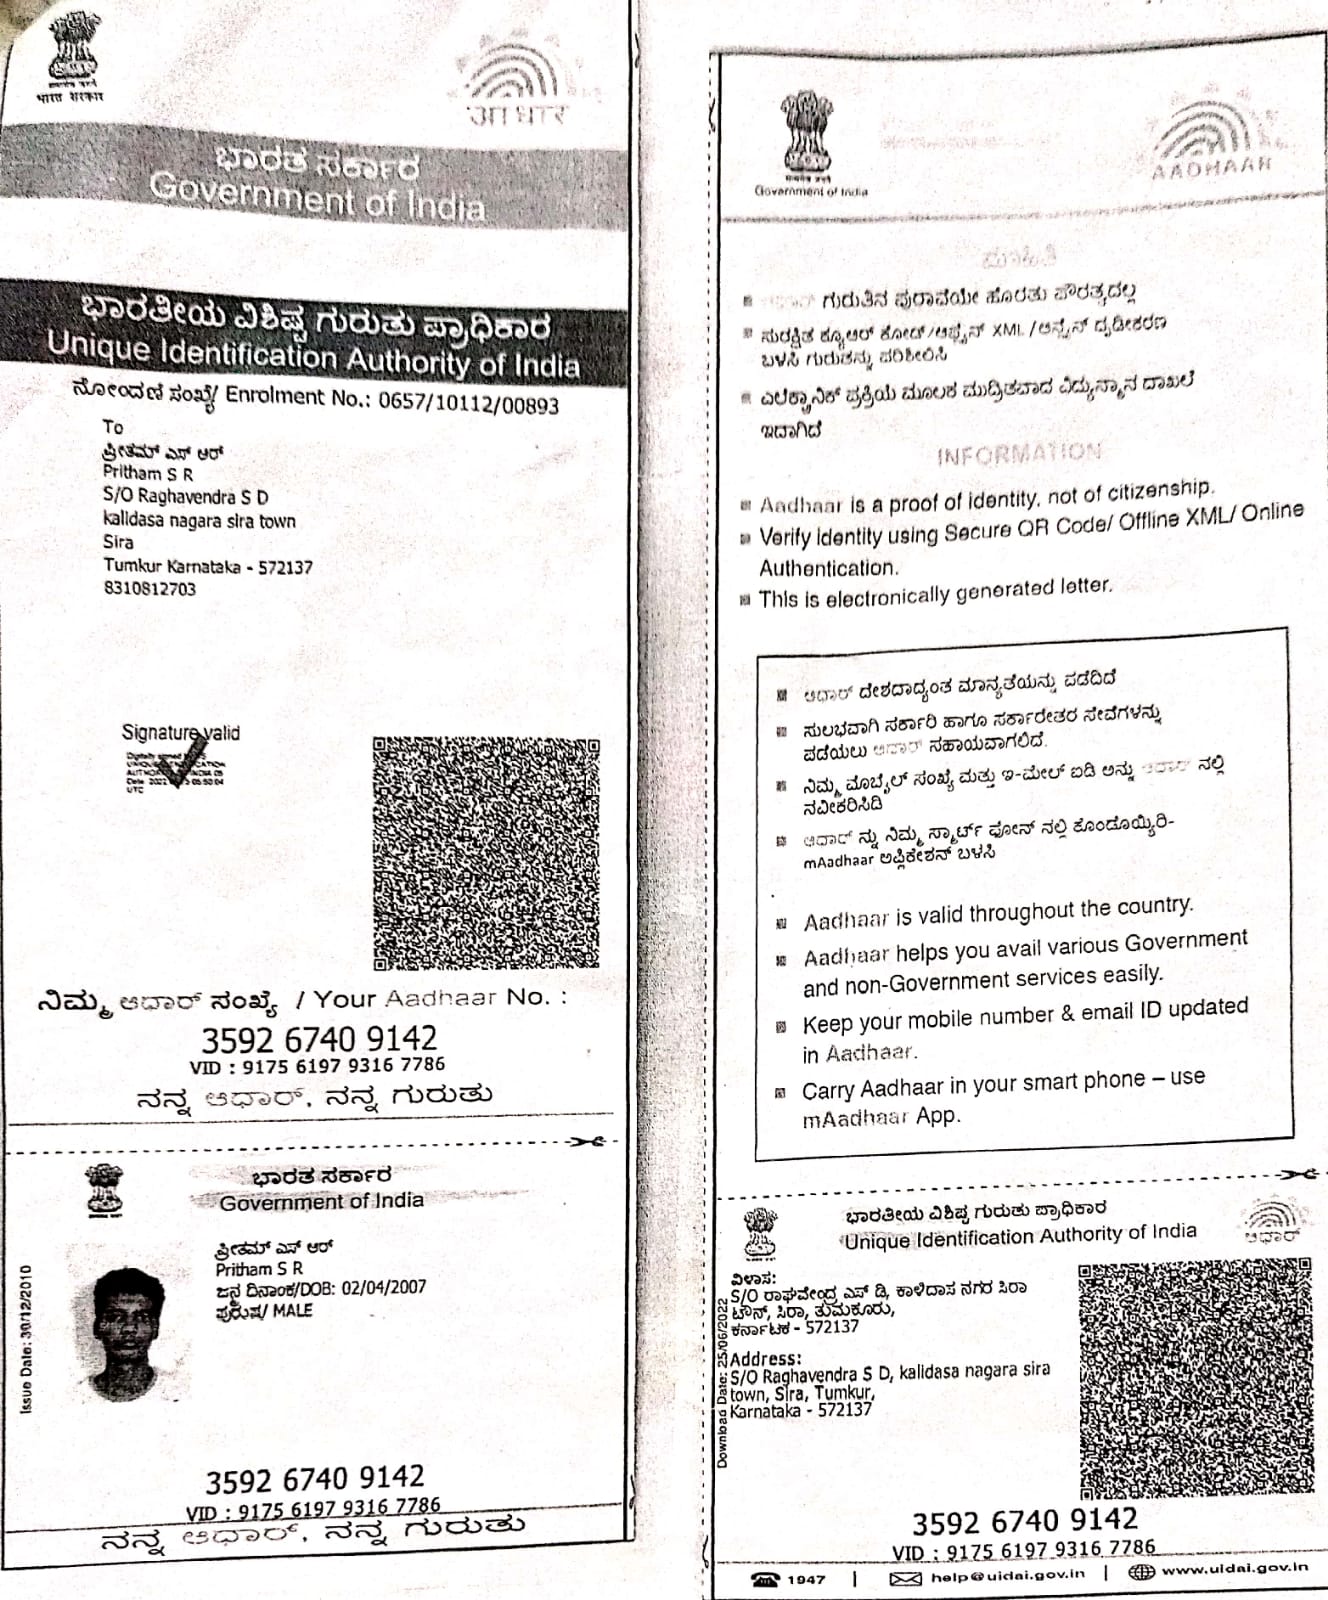 भारत सरकार
आधार
ಭಾರತ ಸರ್ಕಾರ
Government of India
ಭಾರತೀಯ ವಿಶಿಷ್ಟ ಗುರುತು ಪ್ರಾಧಿಕಾರ
Unique Identification Authority of India
ನೋಂದಣಿ ಸಂಖ್ಯೆ/ Enrolment No.: 0657/10112/00893
To
ಪ್ರೀತಮ್ ಎಸ್ ಆರ್
Pritham S R
S/O Raghavendra S D
kalidasa nagara sira town
Sira
Tumkur Karnataka - 572137
8310812703
Signature valid
ನಿಮ್ಮ ಆಧಾರ್ ಸಂಖ್ಯೆ / Your Aadhaar No. :
3592 6740 9142
VID : 9175 6197 9316 7786
ನನ್ನ ಆಧಾರ್, ನನ್ನ ಗುರುತು
ಭಾರತ ಸರ್ಕಾರ
Government of India
Issue Date: 30/12/2010
ಪ್ರೀತಮ್ ಎಸ್ ಆರ್
Pritham S R
ಜನ್ಮ ದಿನಾಂಕ/DOB: 02/04/2007
ಪುರುಷ/ MALE
3592 6740 9142
VID : 9175 6197 9316 7786
ನನ್ನ ಆಧಾರ್, ನನ್ನ ಗುರುತು
Government of India
AADHAAR
ಮಾಹಿತಿ
ಆಧಾರ್ ಗುರುತಿನ ಪುರಾವೆಯೇ ಹೊರತು ಪೌರತ್ವದಲ್ಲ
ಸುರಕ್ಷಿತ ಕ್ಯೂಆರ್ ಕೋಡ್/ಆಫ್ಲೈನ್ XML /ಆನ್ಲೈನ್ ದೃಢೀಕರಣ
ಬಳಸಿ ಗುರುತನ್ನು ಪರಿಶೀಲಿಸಿ
ಎಲೆಕ್ಟ್ರಾನಿಕ್ ಪ್ರಕ್ರಿಯೆ ಮೂಲಕ ಮುದ್ರಿತವಾದ ವಿದ್ಯುನ್ಮಾನ ದಾಖಲೆ
ಇದಾಗಿದೆ
INFORMATION
Aadhaar is a proof of identity, not of citizenship.
Verify identity using Secure QR Code/ Offline XML/ Online
Authentication.
This is electronically generated letter.
ಆಧಾರ್ ದೇಶದಾದ್ಯಂತ ಮಾನ್ಯತೆಯನ್ನು ಪಡೆದಿದೆ
ಸುಲಭವಾಗಿ ಸರ್ಕಾರಿ ಹಾಗೂ ಸರ್ಕಾರೇತರ ಸೇವೆಗಳನ್ನು
ಪಡೆಯಲು ಆಧಾರ್ ಸಹಾಯವಾಗಲಿದೆ.
ನಿಮ್ಮ ಮೊಬೈಲ್ ಸಂಖ್ಯೆ ಮತ್ತು ಇ-ಮೇಲ್ ಐಡಿ ಅನ್ನು ಆಧಾರ್ ನಲ್ಲಿ
ನವೀಕರಿಸಿದಿ
ಆಧಾರ್ ನ್ನು ನಿಮ್ಮ ಸ್ಮಾರ್ಟ್ ಫೋನ್ ನಲ್ಲಿ ಕೊಂಡೊಯ್ಯಿರಿ-
mAadhaar ಅಪ್ಲಿಕೇಶನ್ ಬಳಸಿ
Aadhaar is valid throughout the country.
Aadhaar helps you avail various Government
and non-Government services easily.
Keep your mobile number & email ID updated
in Aadhaar.
Carry Aadhaar in your smart phone – use
mAadhaar App.
ಭಾರತೀಯ ವಿಶಿಷ್ಟ ಗುರುತು ಪ್ರಾಧಿಕಾರ
Unique Identification Authority of India
ಆಧಾರ್
Download Date: 25/06/2022
ವಿಳಾಸ:
S/O ರಾಘವೇಂದ್ರ ಎಸ್ ಡಿ, ಕಾಳಿದಾಸ ನಗರ ಸಿರಾ
ಟೌನ್, ಸಿರಾ, ತುಮಕೂರು,
ಕರ್ನಾಟಕ - 572137
Address:
S/O Raghavendra S D, kalidasa nagara sira
town, Sira, Tumkur,
Karnataka - 572137
3592 6740 9142
VID : 9175 6197 9316 7786
1947 | help@uidai.gov.in | www.uidai.gov.in